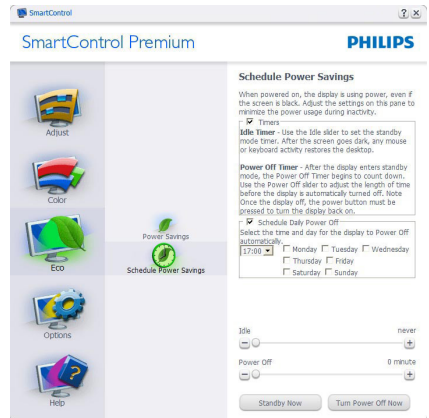 SmartControl
SmartControl Premium
PHILIPS
Adjust
Color
Eco
Options
Help
Power Savings
Schedule Power Savings
Schedule Power Savings
When powered on, the display is using power, even if
the screen is black. Adjust the settings on this pane to
minimize the power usage during inactivity.
Timers
Idle Timer - Use the Idle slider to set the standby
mode timer. After the screen goes dark, any mouse
or keyboard activity restores the desktop.
Power Off Timer - After the display enters standby
mode, the Power Off Timer begins to count down.
Use the Power Off slider to adjust the length of time
before the display is automatically turned off. Note
Once the display off, the power button must be
pressed to turn the display back on.
Schedule Daily Power Off
Select the time and day for the display to Power Off
automatically.
17:00 Monday Tuesday Wednesday
Thursday Friday
Saturday Sunday
Idle never
Power Off 0 minute
Standby Now Turn Power Off Now